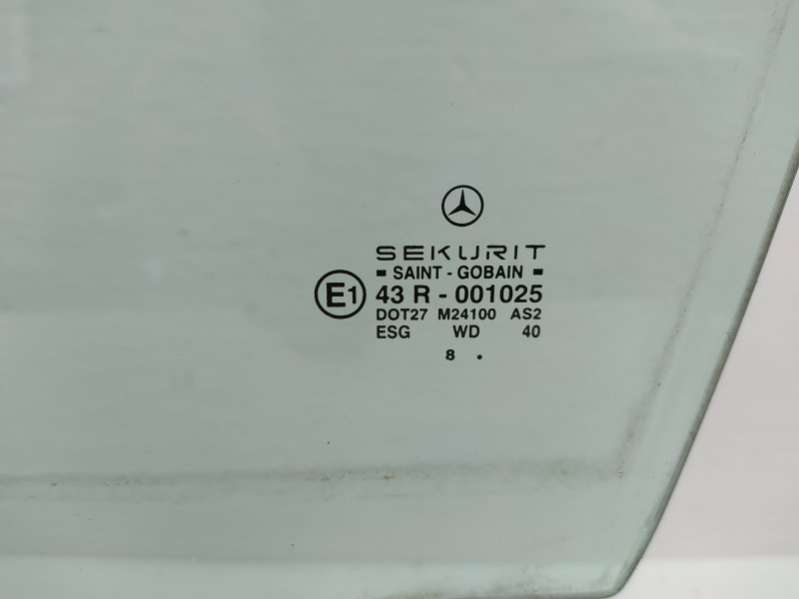 SEKURIT
SAINT - GOBAIN
E1 43 R - 001025
DOT27 M24100 AS2
ESG WD 40
8 .